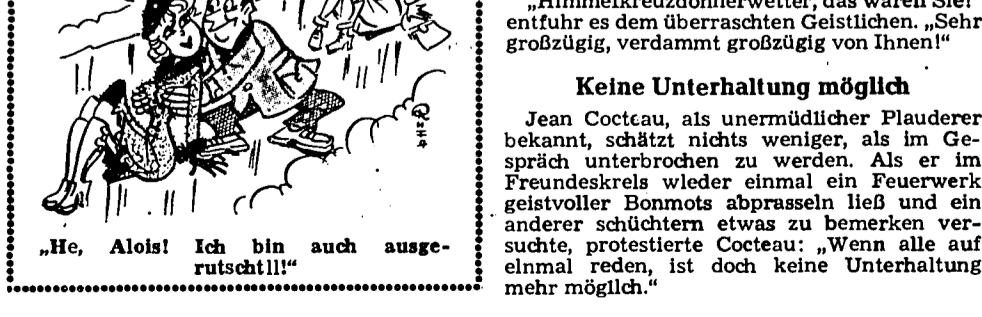 „He, Alois! Ich bin auch ausge-
rutscht!!!“
„Himmelkreuzdonnerwetter, das waren Sie!“
entfuhr es dem überraschten Geistlichen. „Sehr
großzügig, verdammt großzügig von Ihnen!“
Keine Unterhaltung möglich
Jean Cocteau, als unermüdlicher Plauderer
bekannt, schätzt nichts weniger, als im Ge-
spräch unterbrochen zu werden. Als er im
Freundeskreis wieder einmal ein Feuerwerk
geistvoller Bonmots abprasseln ließ und ein
anderer schüchtern etwas zu bemerken ver-
suchte, protestierte Cocteau: „Wenn alle auf
einmal reden, ist doch keine Unterhaltung
mehr möglich.“